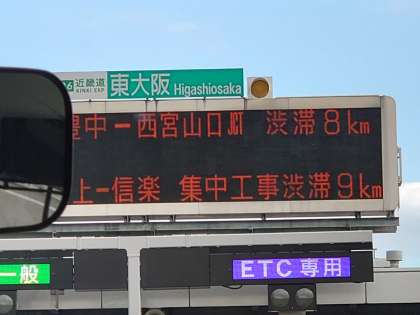 近畿道
KINKI EXP
東大阪 Higashiosaka
豊中ー西宮山口JCT 渋滞8km
上ー信楽 集中工事渋滞9km
一般
ETC専用